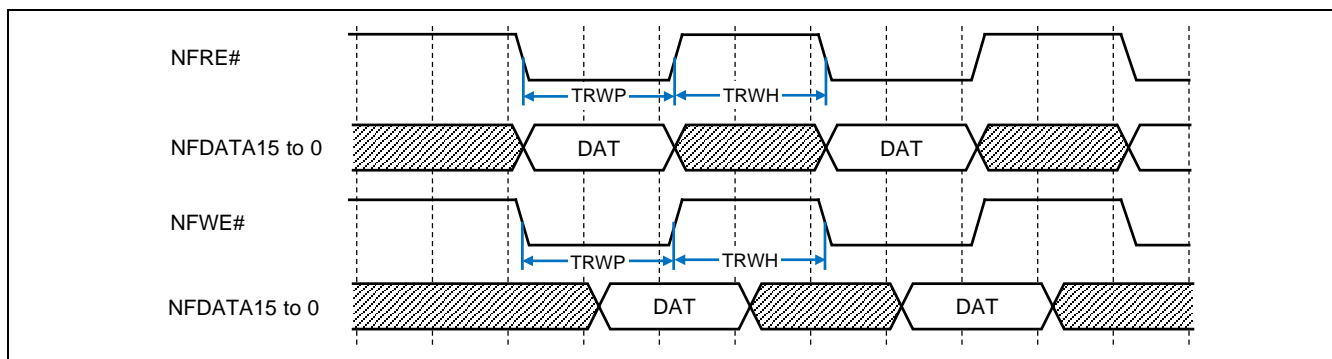 NFRE#
TRWP TRWH
NFDATA15 to 0 DAT DAT
NFWE#
TRWP TRWH
NFDATA15 to 0 DAT DAT